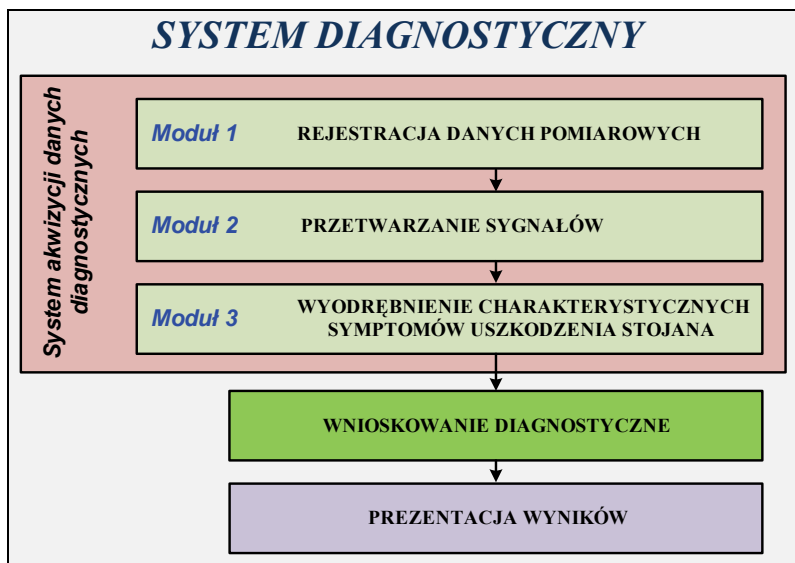 SYSTEM DIAGNOSTYCZNY
System akwizycji danych
diagnostycznych
Moduł 1 REJESTRACJA DANYCH POMIAROWYCH
Moduł 2 PRZETWARZANIE SYGNAŁÓW
Moduł 3 WYODRĘBNIENIE CHARAKTERYSTYCZNYCH
SYMPTOMÓW USZKODZENIA STOJANA
WNIOSKOWANIE DIAGNOSTYCZNE
PREZENTACJA WYNIKÓW